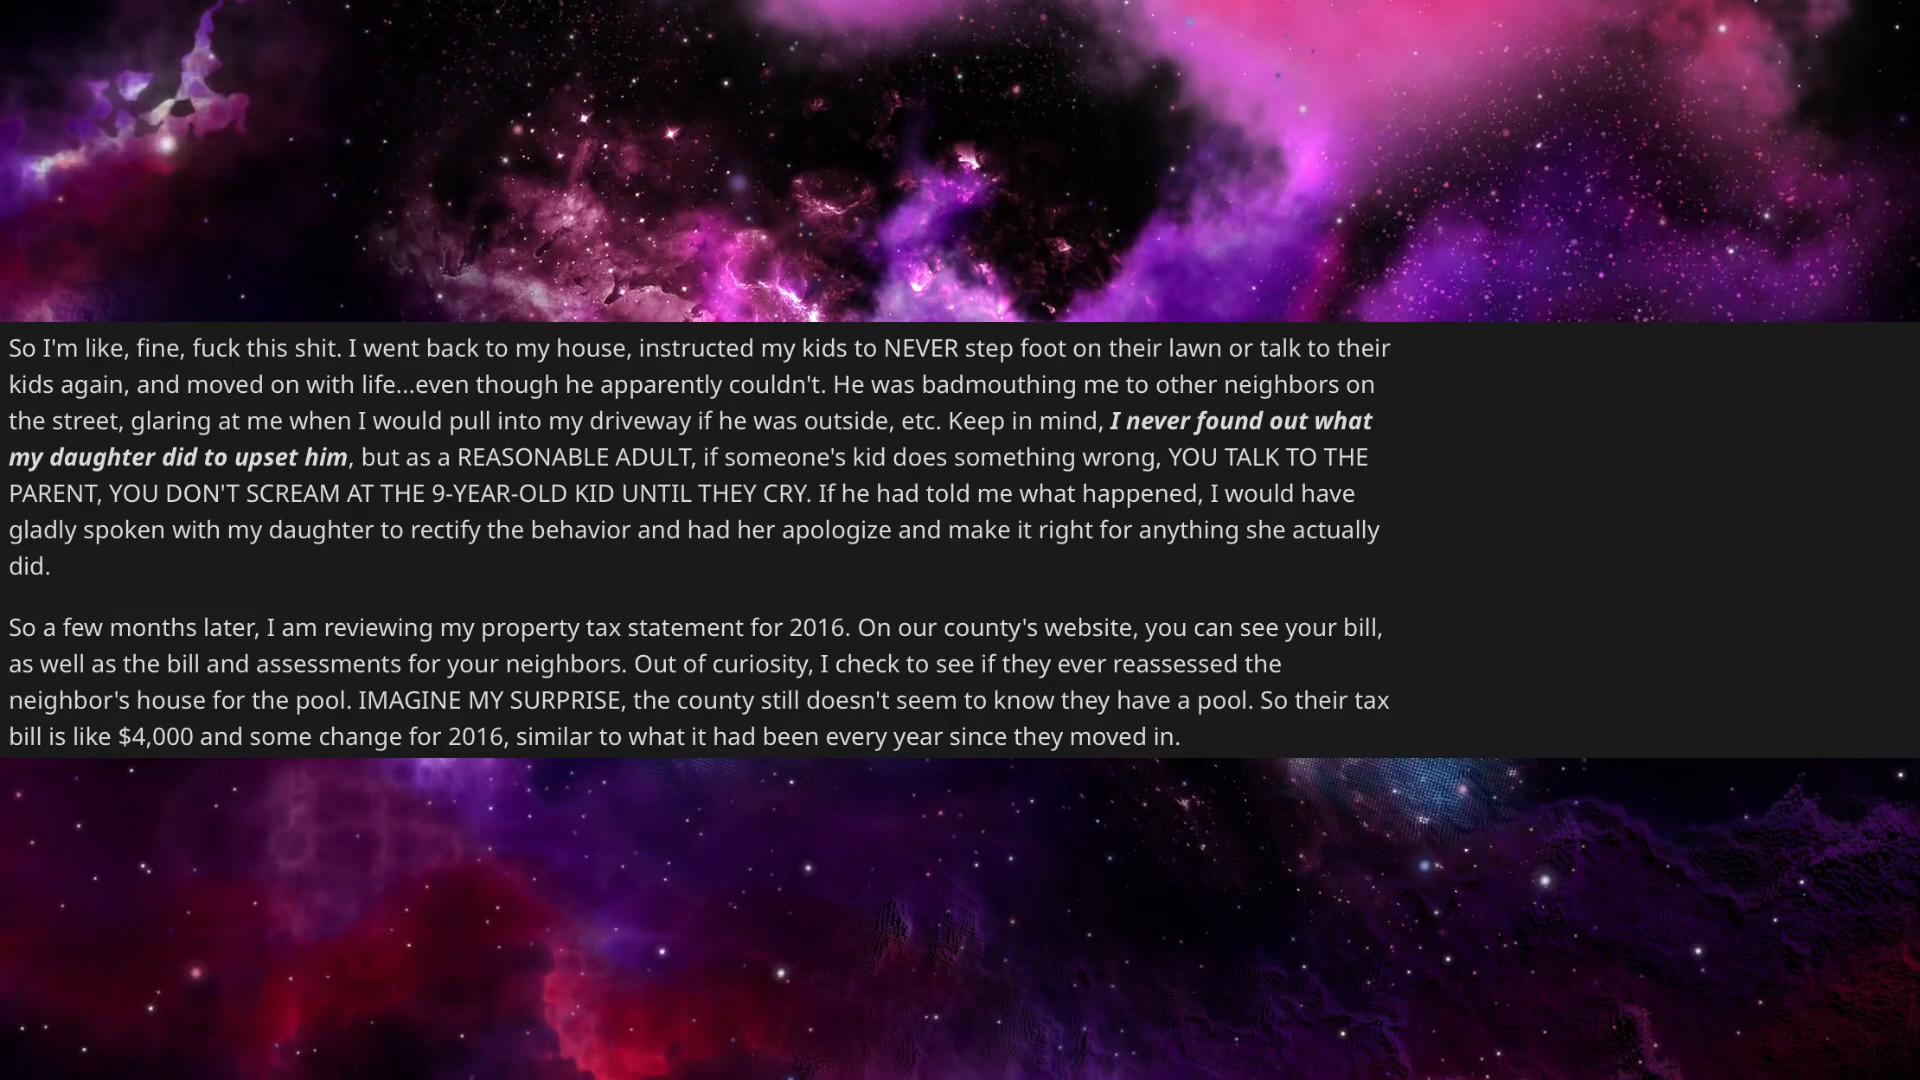 So I'm like, fine, fuck this shit. I went back to my house, instructed my kids to NEVER step foot on their lawn or talk to their
kids again, and moved on with life...even though he apparently couldn't. He was badmouthing me to other neighbors on
the street, glaring at me when I would pull into my driveway if he was outside, etc. Keep in mind, I never found out what
my daughter did to upset him, but as a REASONABLE ADULT, if someone's kid does something wrong, YOU TALK TO THE
PARENT, YOU DON'T SCREAM AT THE 9-YEAR-OLD KID UNTIL THEY CRY. If he had told me what happened, I would have
gladly spoken with my daughter to rectify the behavior and had her apologize and make it right for anything she actually
did.
So a few months later, I am reviewing my property tax statement for 2016. On our county's website, you can see your bill,
as well as the bill and assessments for your neighbors. Out of curiosity, I check to see if they ever reassessed the
neighbor's house for the pool. IMAGINE MY SURPRISE, the county still doesn't seem to know they have a pool. So their tax
bill is like $4,000 and some change for 2016, similar to what it had been every year since they moved in.